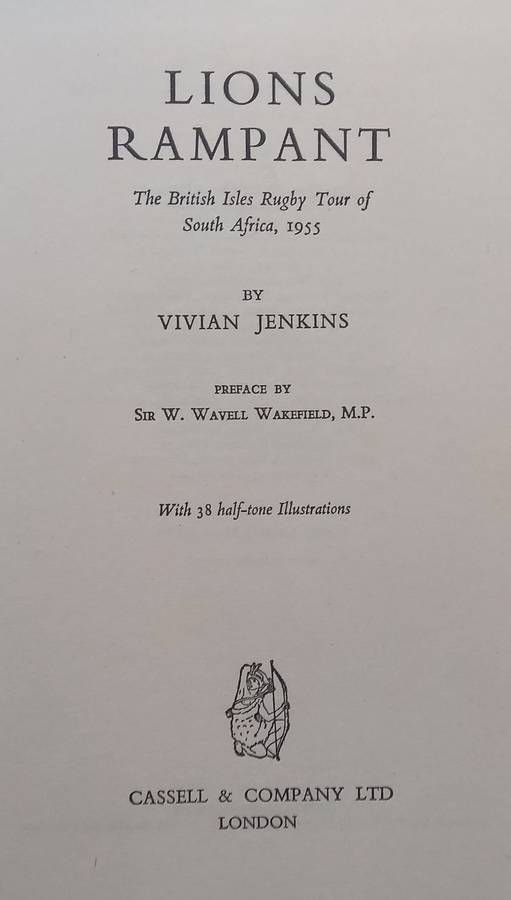 LIONS
RAMPANT
The British Isles Rugby Tour of
South Africa, 1955
BY
VIVIAN JENKINS
PREFACE BY
SIR W. WAVELL WAKEFIELD, M.P.
With 38 half-tone Illustrations
CASSELL & COMPANY LTD
LONDON